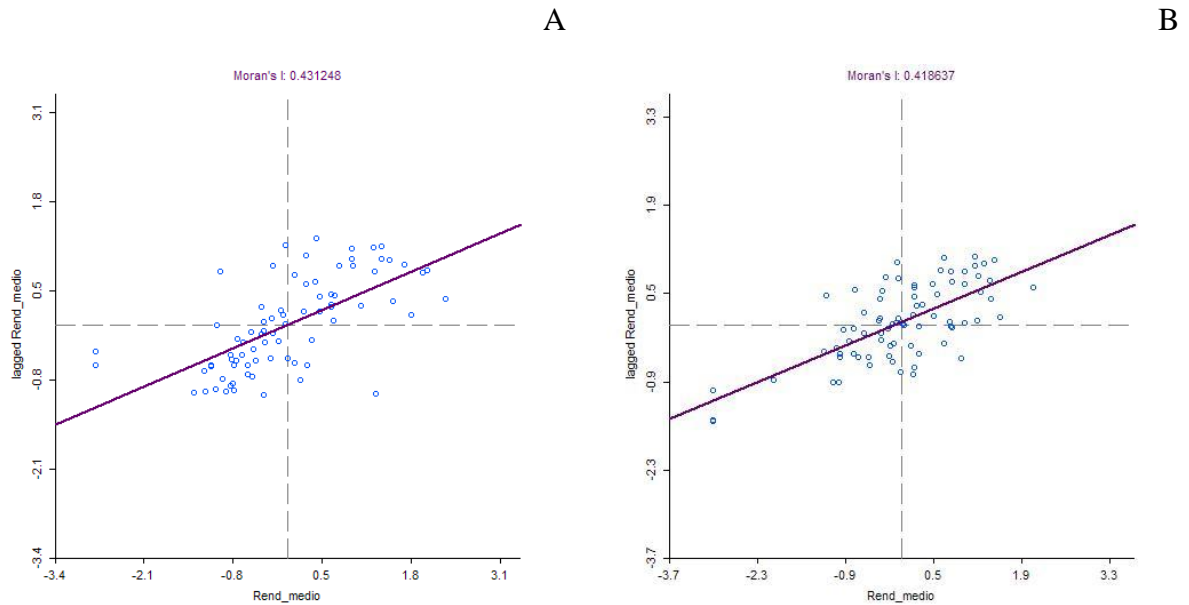 A
Moran's I: 0.431248
lagged Rend_medio
3.1
1.8
0.5
-0.8
-2.1
-3.4
-3.4 -2.1 -0.8 0.5 1.8 3.1
Rend_medio
B
Moran's I: 0.418637
lagged Rend_medio
3.3
1.9
0.5
-0.9
-2.3
-3.7
-3.7 -2.3 -0.9 0.5 1.9 3.3
Rend_medio